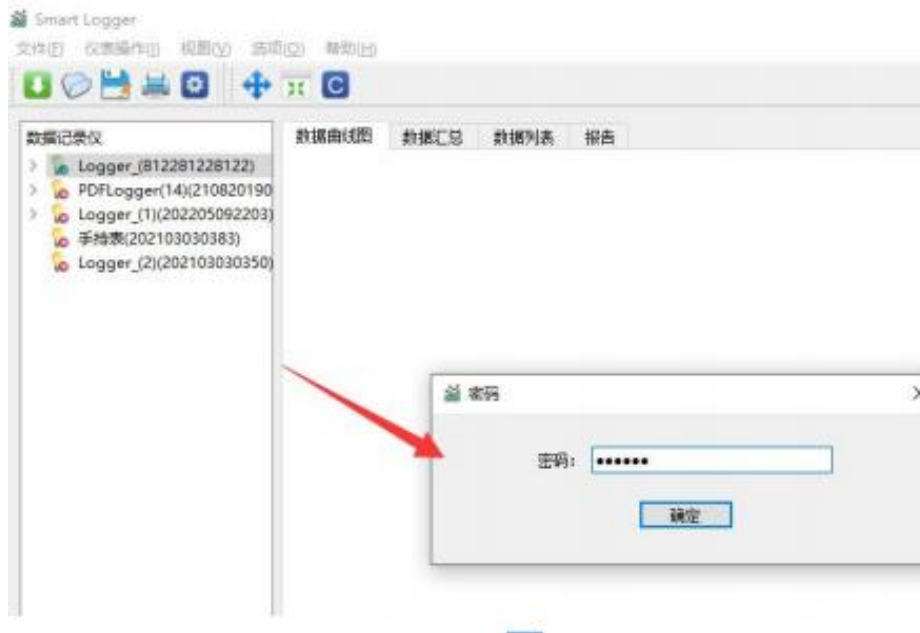 Smart Logger
文件(F) 仪表操作(I) 视图(V) 选项(O) 帮助(H)
C
数据记录仪
数据曲线图 数据汇总 数据列表 报告
Logger_(812281228122)
PDFLogger(14)(210820190
Logger_(1)(202205092203)
手绘表(202103030383)
Logger_(2)(202103030350)
密码
密码: ••••••
确定